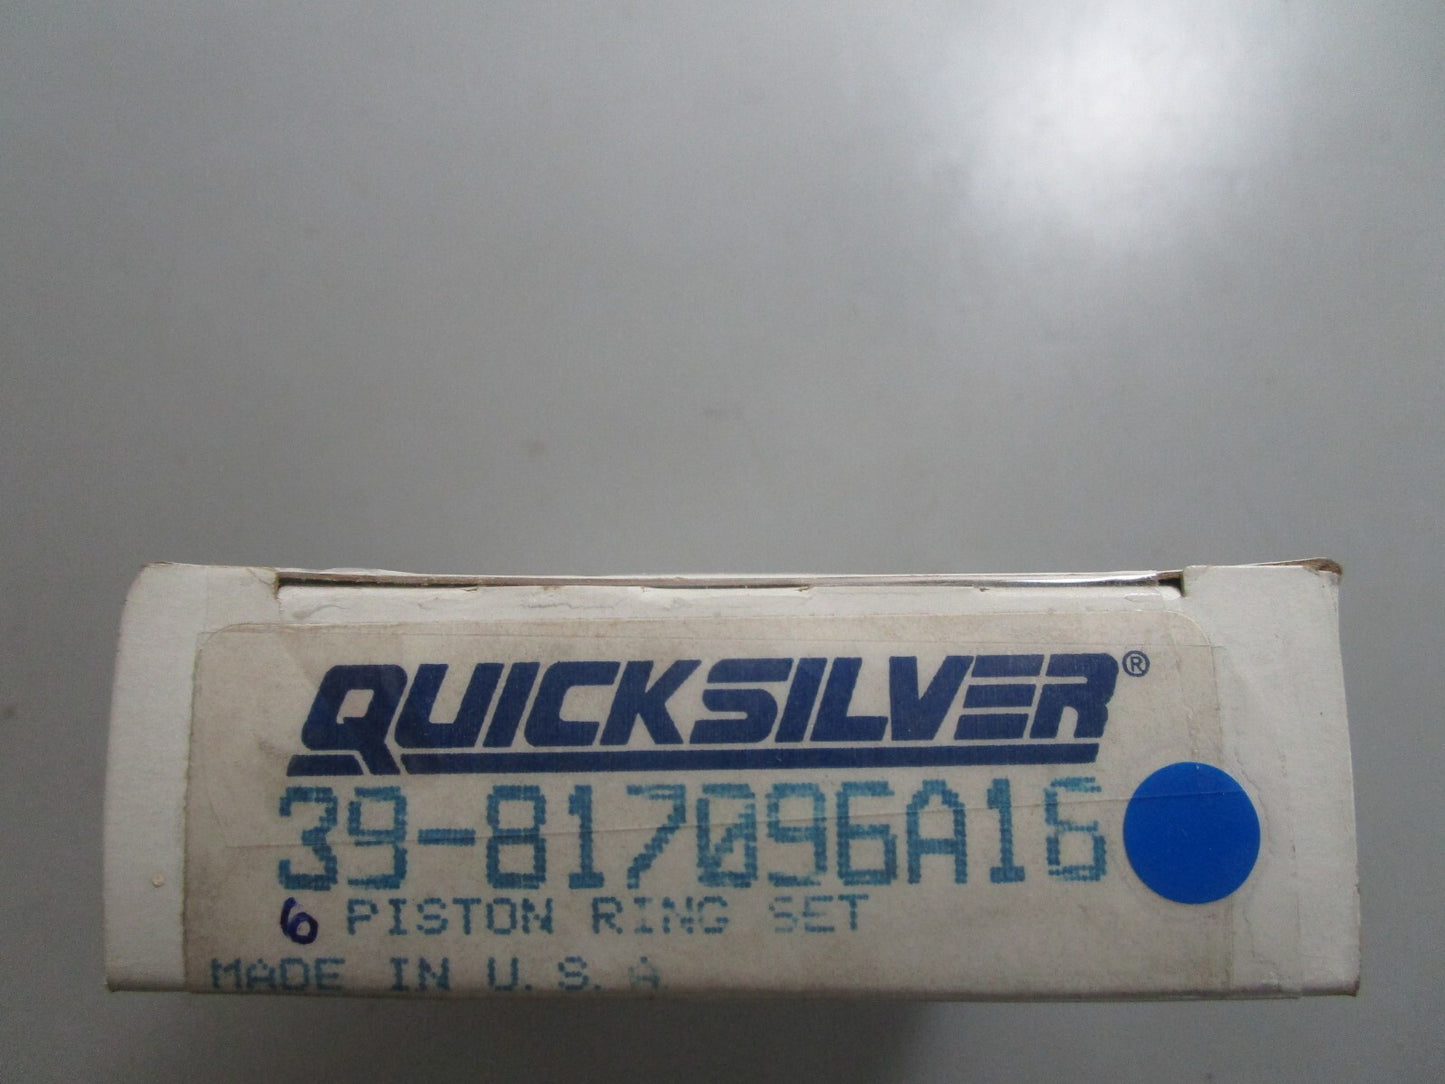 QUICKSILVER®
39-817096A16
6 PISTON RING SET
MADE IN U.S.A